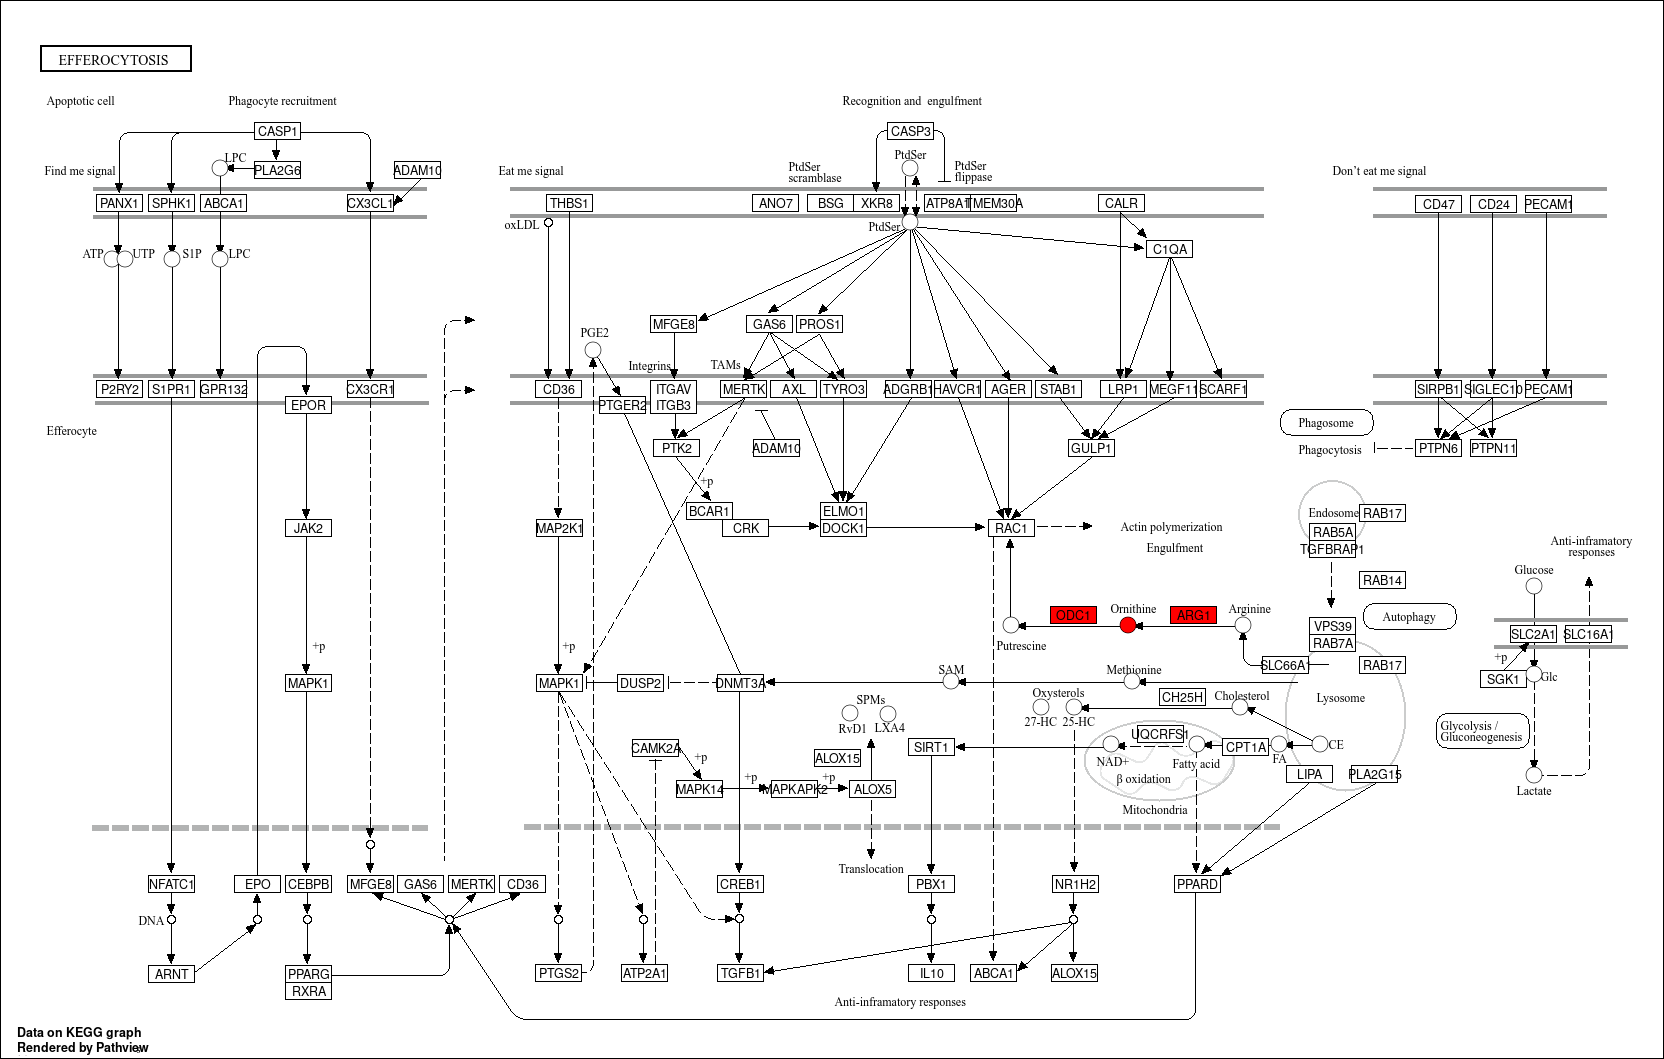 EFFEROCYTOSIS
Apoptotic cell
Phagocyte recruitment
Recognition and engulfment
CASP1
CASP3
LPC
PLA2G6
ADAM10
Find me signal
Eat me signal
PtdSer
scramblase
PtdSer
PtdSer
flippase
Don't eat me signal
PANX1
SPHK1
ABCA1
CX3CL1
THBS1
ANO7
BSG
XKR8
ATP8A1
TMEM30A
CALR
CD47
CD24
PECAM1
oxLDL
PtdSer
ATP
UTP
S1P
LPC
C1QA
MFGE8
GAS6
PROS1
PGE2
Integrins
TAMs
P2RY2
S1PR1
GPR132
CX3CR1
EPOR
CD36
PTGER2
ITGAV
ITGB3
MERTK
AXL
TYRO3
ADGRB1
HAVCR1
AGER
STAB1
LRP1
MEGF11
SCARF1
SIRPB1
SIGLEC10
PECAM1
Efferocyte
Phagosome
Phagocytosis
PTK2
ADAM10
GULP1
PTPN6
PTPN11
+p
BCAR1
CRK
ELMO1
DOCK1
RAC1
Actin polymerization
Engulfment
JAK2
MAP2K1
Endosome
RAB17
RAB5A
TGFBRAP1
RAB14
Anti-inframatory
responses
Glucose
ODC1
Ornithine
ARG1
Arginine
Putrescine
VPS39
RAB7A
Autophagy
SLC2A1
SLC16A1
+p
+p
+p
SLC66A1
RAB17
SGK1
Glc
MAPK1
MAPK1
DUSP2
DNMT3A
SAM
Methionine
Lysosome
SPMs
RvD1
LXA4
Oxysterols
27-HC
25-HC
CH25H
Cholesterol
Glycolysis /
Gluconeogenesis
CAMK2A
+p
ALOX15
SIRT1
UQCRFS1
NAD+
Fatty acid
CPT1A
FA
CE
β oxidation
Mitochondria
LIPA
PLA2G15
Lactate
MAPK14
+p
MAPKAPK2
+p
ALOX5
Translocation
NFATC1
EPO
CEBPB
MFGE8
GAS6
MERTK
CD36
CREB1
PBX1
NR1H2
PPARD
DNA
ARNT
PPARG
RXRA
PTGS2
ATP2A1
TGFB1
IL10
ABCA1
ALOX15
Anti-inframatory responses
Data on KEGG graph
Rendered by Pathview